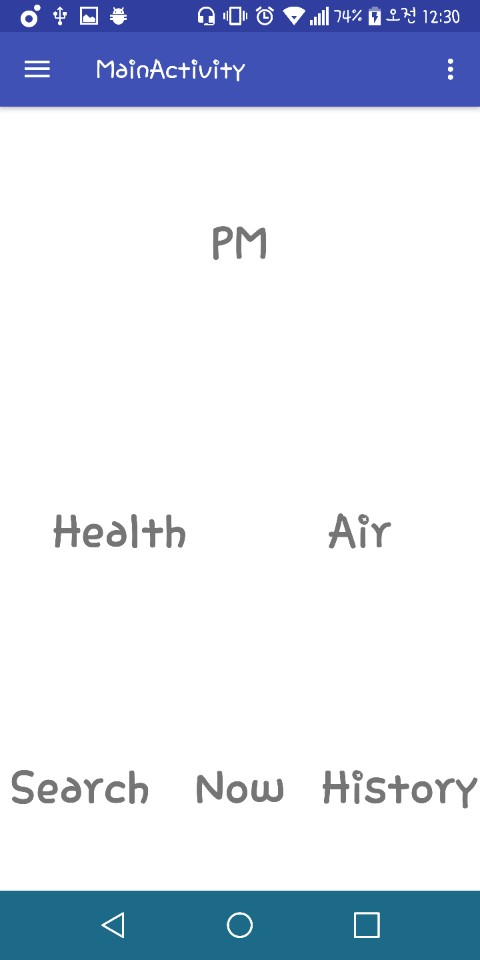 74% 오전 12:30
MainActivity
PM
Health Air
Search Now History